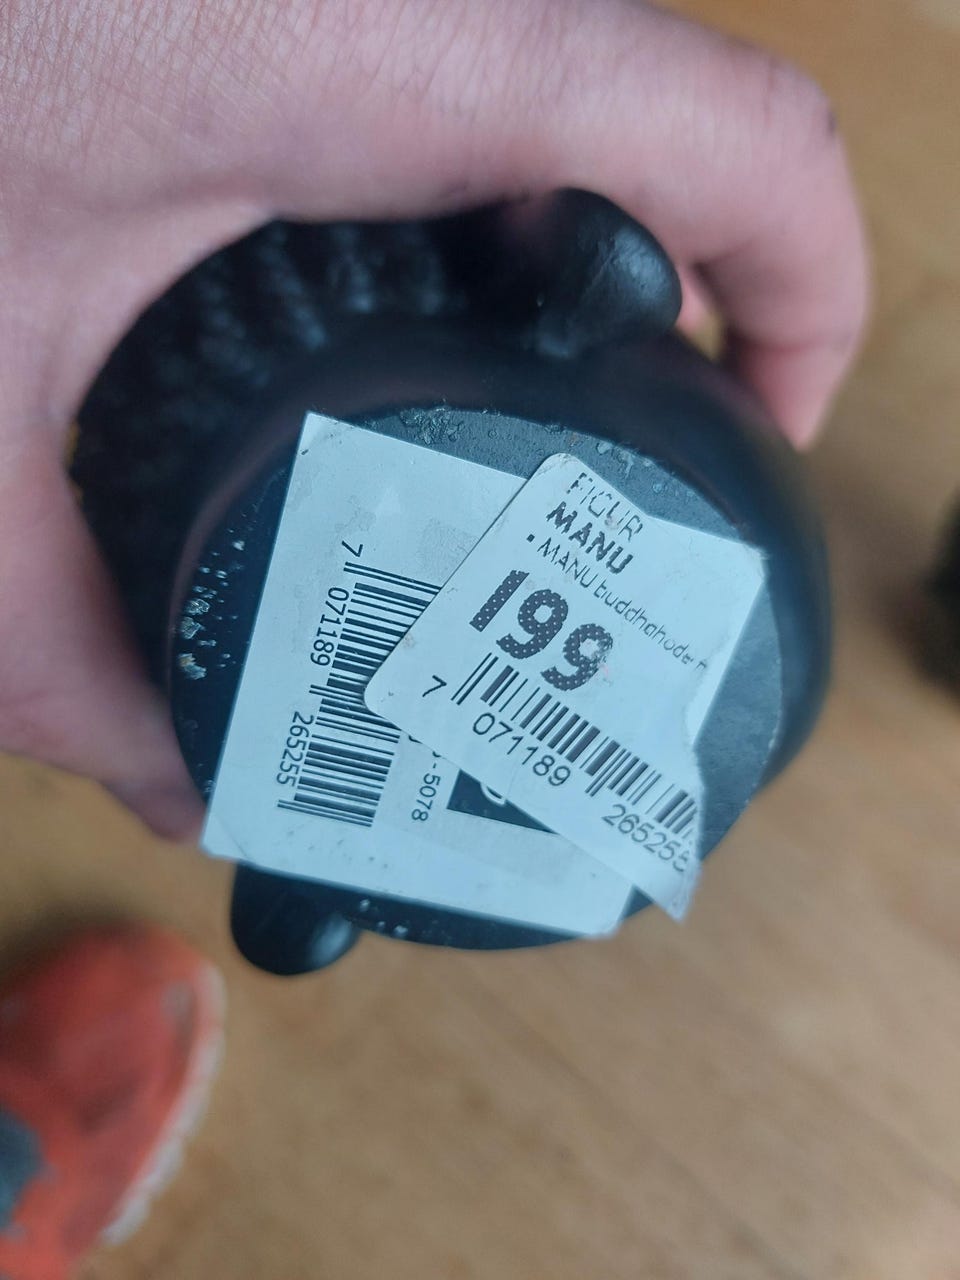 FIGUR
MANU
• MANU buddhahode
199
7 071189 265255
7 071189 265255
-5078